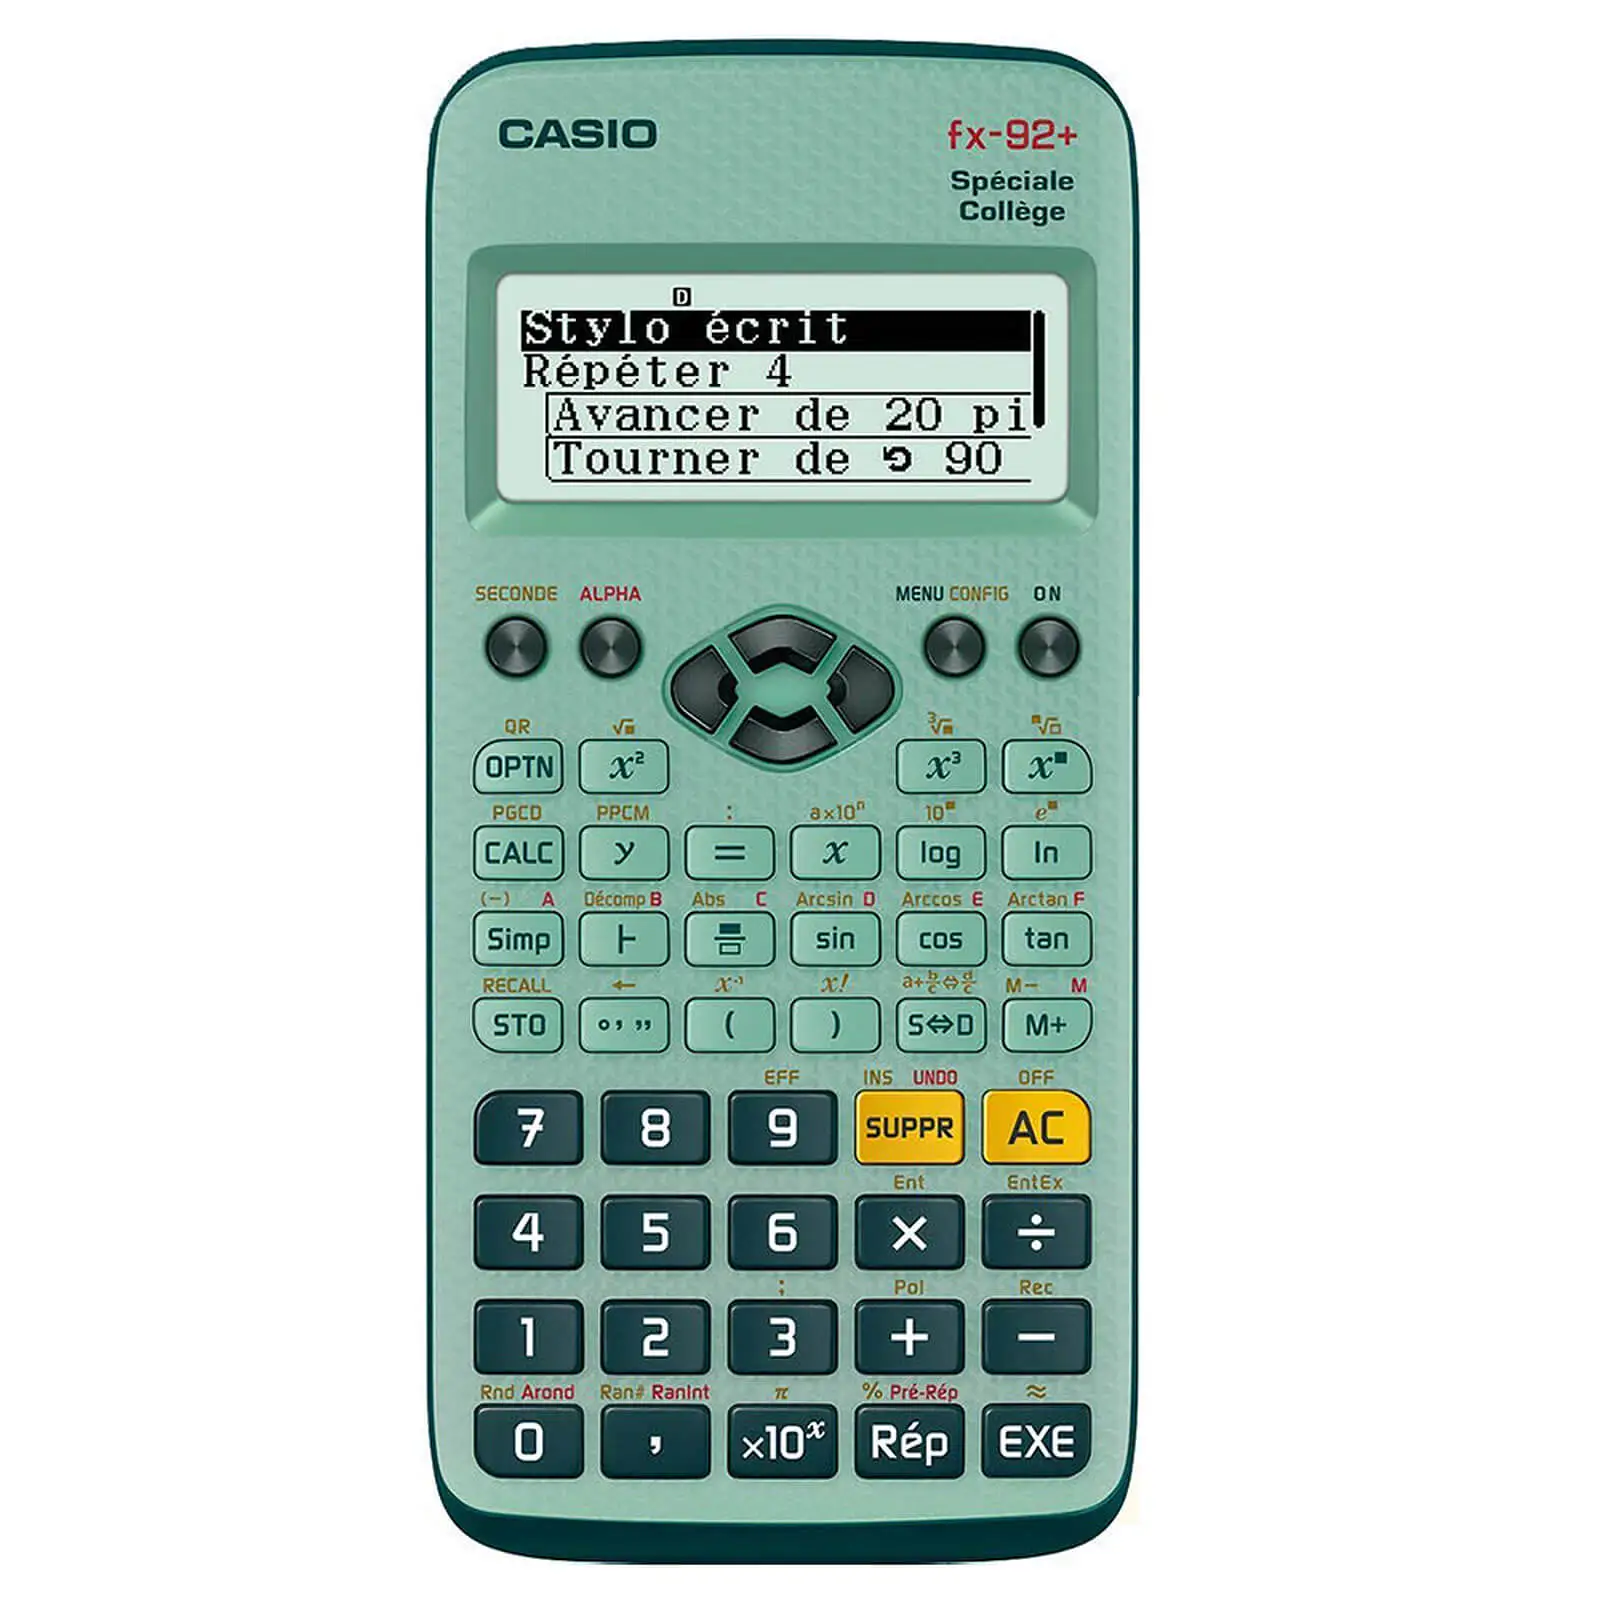 CASIO fx-92+
Spéciale
Collège
D
Stylo écrit
Répéter 4
Avancer de 20 pi
Tourner de ↺ 90
SECONDE ALPHA MENU CONFIG ON
QR √■ ³√■ ■√□
OPTN x² x³ x■
PGCD PPCM : a×10ⁿ 10■ e■
CALC y = x log ln
(−) A Décomp B Abs C Arcsin D Arccos E Arctan F
Simp ⊢ sin cos tan
RECALL ← x⁻¹ x! a+b/c⇔d/c M− M
STO ° ’ ” ( ) S⇔D M+
EFF INS UNDO OFF
7 8 9 SUPPR AC
Ent EntEx
4 5 6 × ÷
; Pol Rec
1 2 3 + −
Rnd Arond Ran# RanInt π % Pré-Rép ≈
0 , ×10ˣ Rép EXE